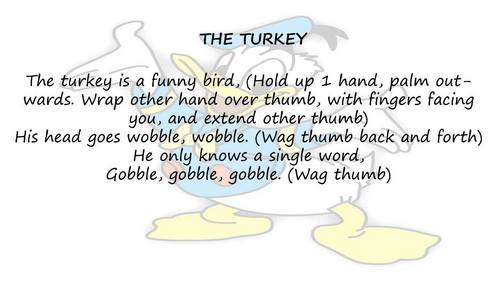 THE TURKEY
The turkey is a funny bird, (Hold up 1 hand, palm out-
wards. Wrap other hand over thumb, with fingers facing
you, and extend other thumb)
His head goes wobble, wobble. (Wag thumb back and forth)
He only knows a single word,
Gobble, gobble, gobble. (Wag thumb)